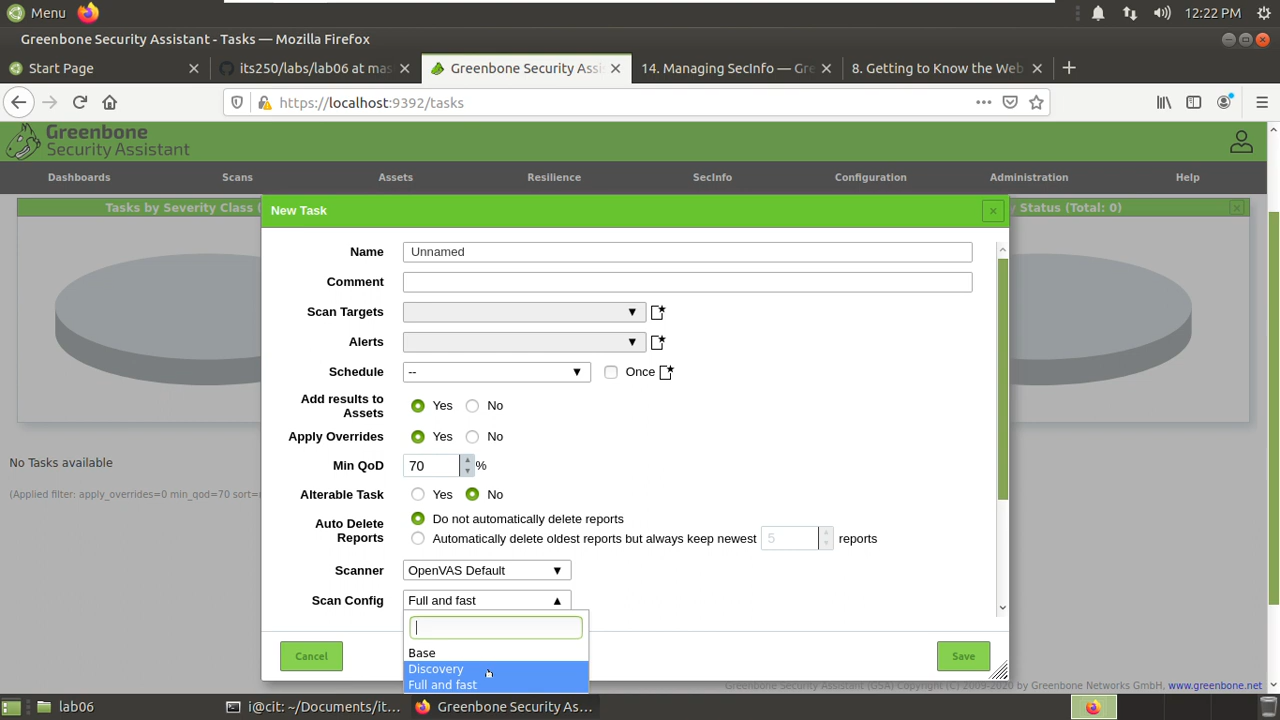 Menu
12:22 PM
Greenbone Security Assistant - Tasks — Mozilla Firefox
Start Page
its250/labs/lab06 at mas
Greenbone Security Assis
14. Managing SecInfo — Gre
8. Getting to Know the Web
https://localhost:9392/tasks
Greenbone
Security Assistant
Dashboards
Scans
Assets
Resilience
SecInfo
Configuration
Administration
Help
Tasks by Severity Class (
y Status (Total: 0)
New Task
Name
Unnamed
Comment
Scan Targets
Alerts
Schedule
--
Once
Add results to
Assets
Yes
No
Apply Overrides
Yes
No
Min QoD
70
%
No Tasks available
(Applied filter: apply_overrides=0 min_qod=70 sort=
Alterable Task
Yes
No
Auto Delete
Reports
Do not automatically delete reports
Automatically delete oldest reports but always keep newest
5
reports
Scanner
OpenVAS Default
Scan Config
Full and fast
Base
Discovery
Full and fast
Cancel
Save
Greenbone Security Assistant (GSA) Copyright (C) 2009-2020 by Greenbone Networks GmbH, www.greenbone.net
lab06
i@cit: ~/Documents/it...
Greenbone Security As...